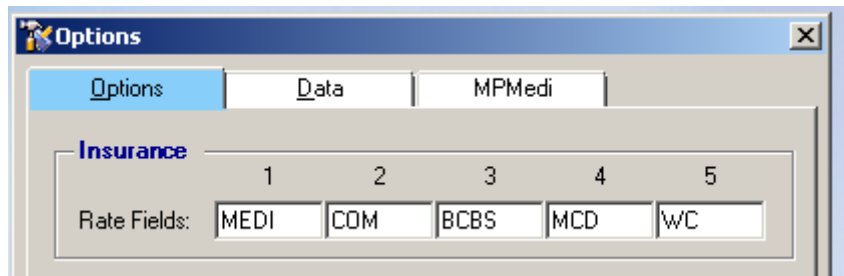 Options
Options Data MPMedi
Insurance
1 2 3 4 5
Rate Fields: MEDI COM BCBS MCD WC